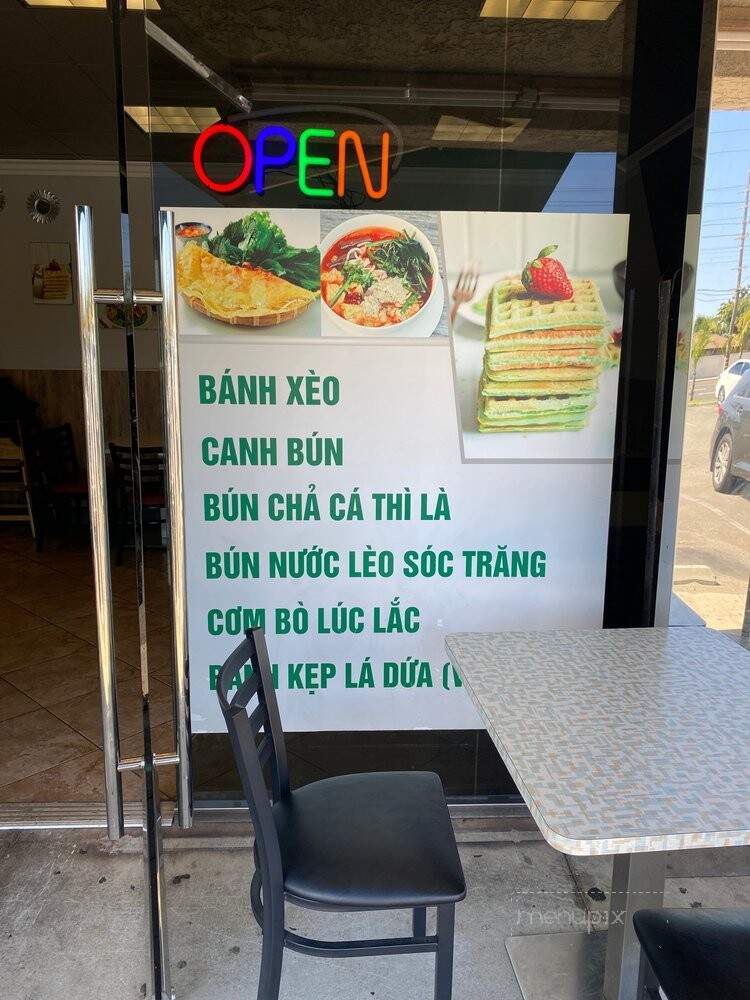 OPEN
BÁNH XÈO
CANH BÚN
BÚN CHẢ CÁ THÌ LÀ
BÚN NƯỚC LÈO SÓC TRĂNG
CƠM BÒ LÚC LẮC
BÁNH KẸP LÁ DỨA (
menupix